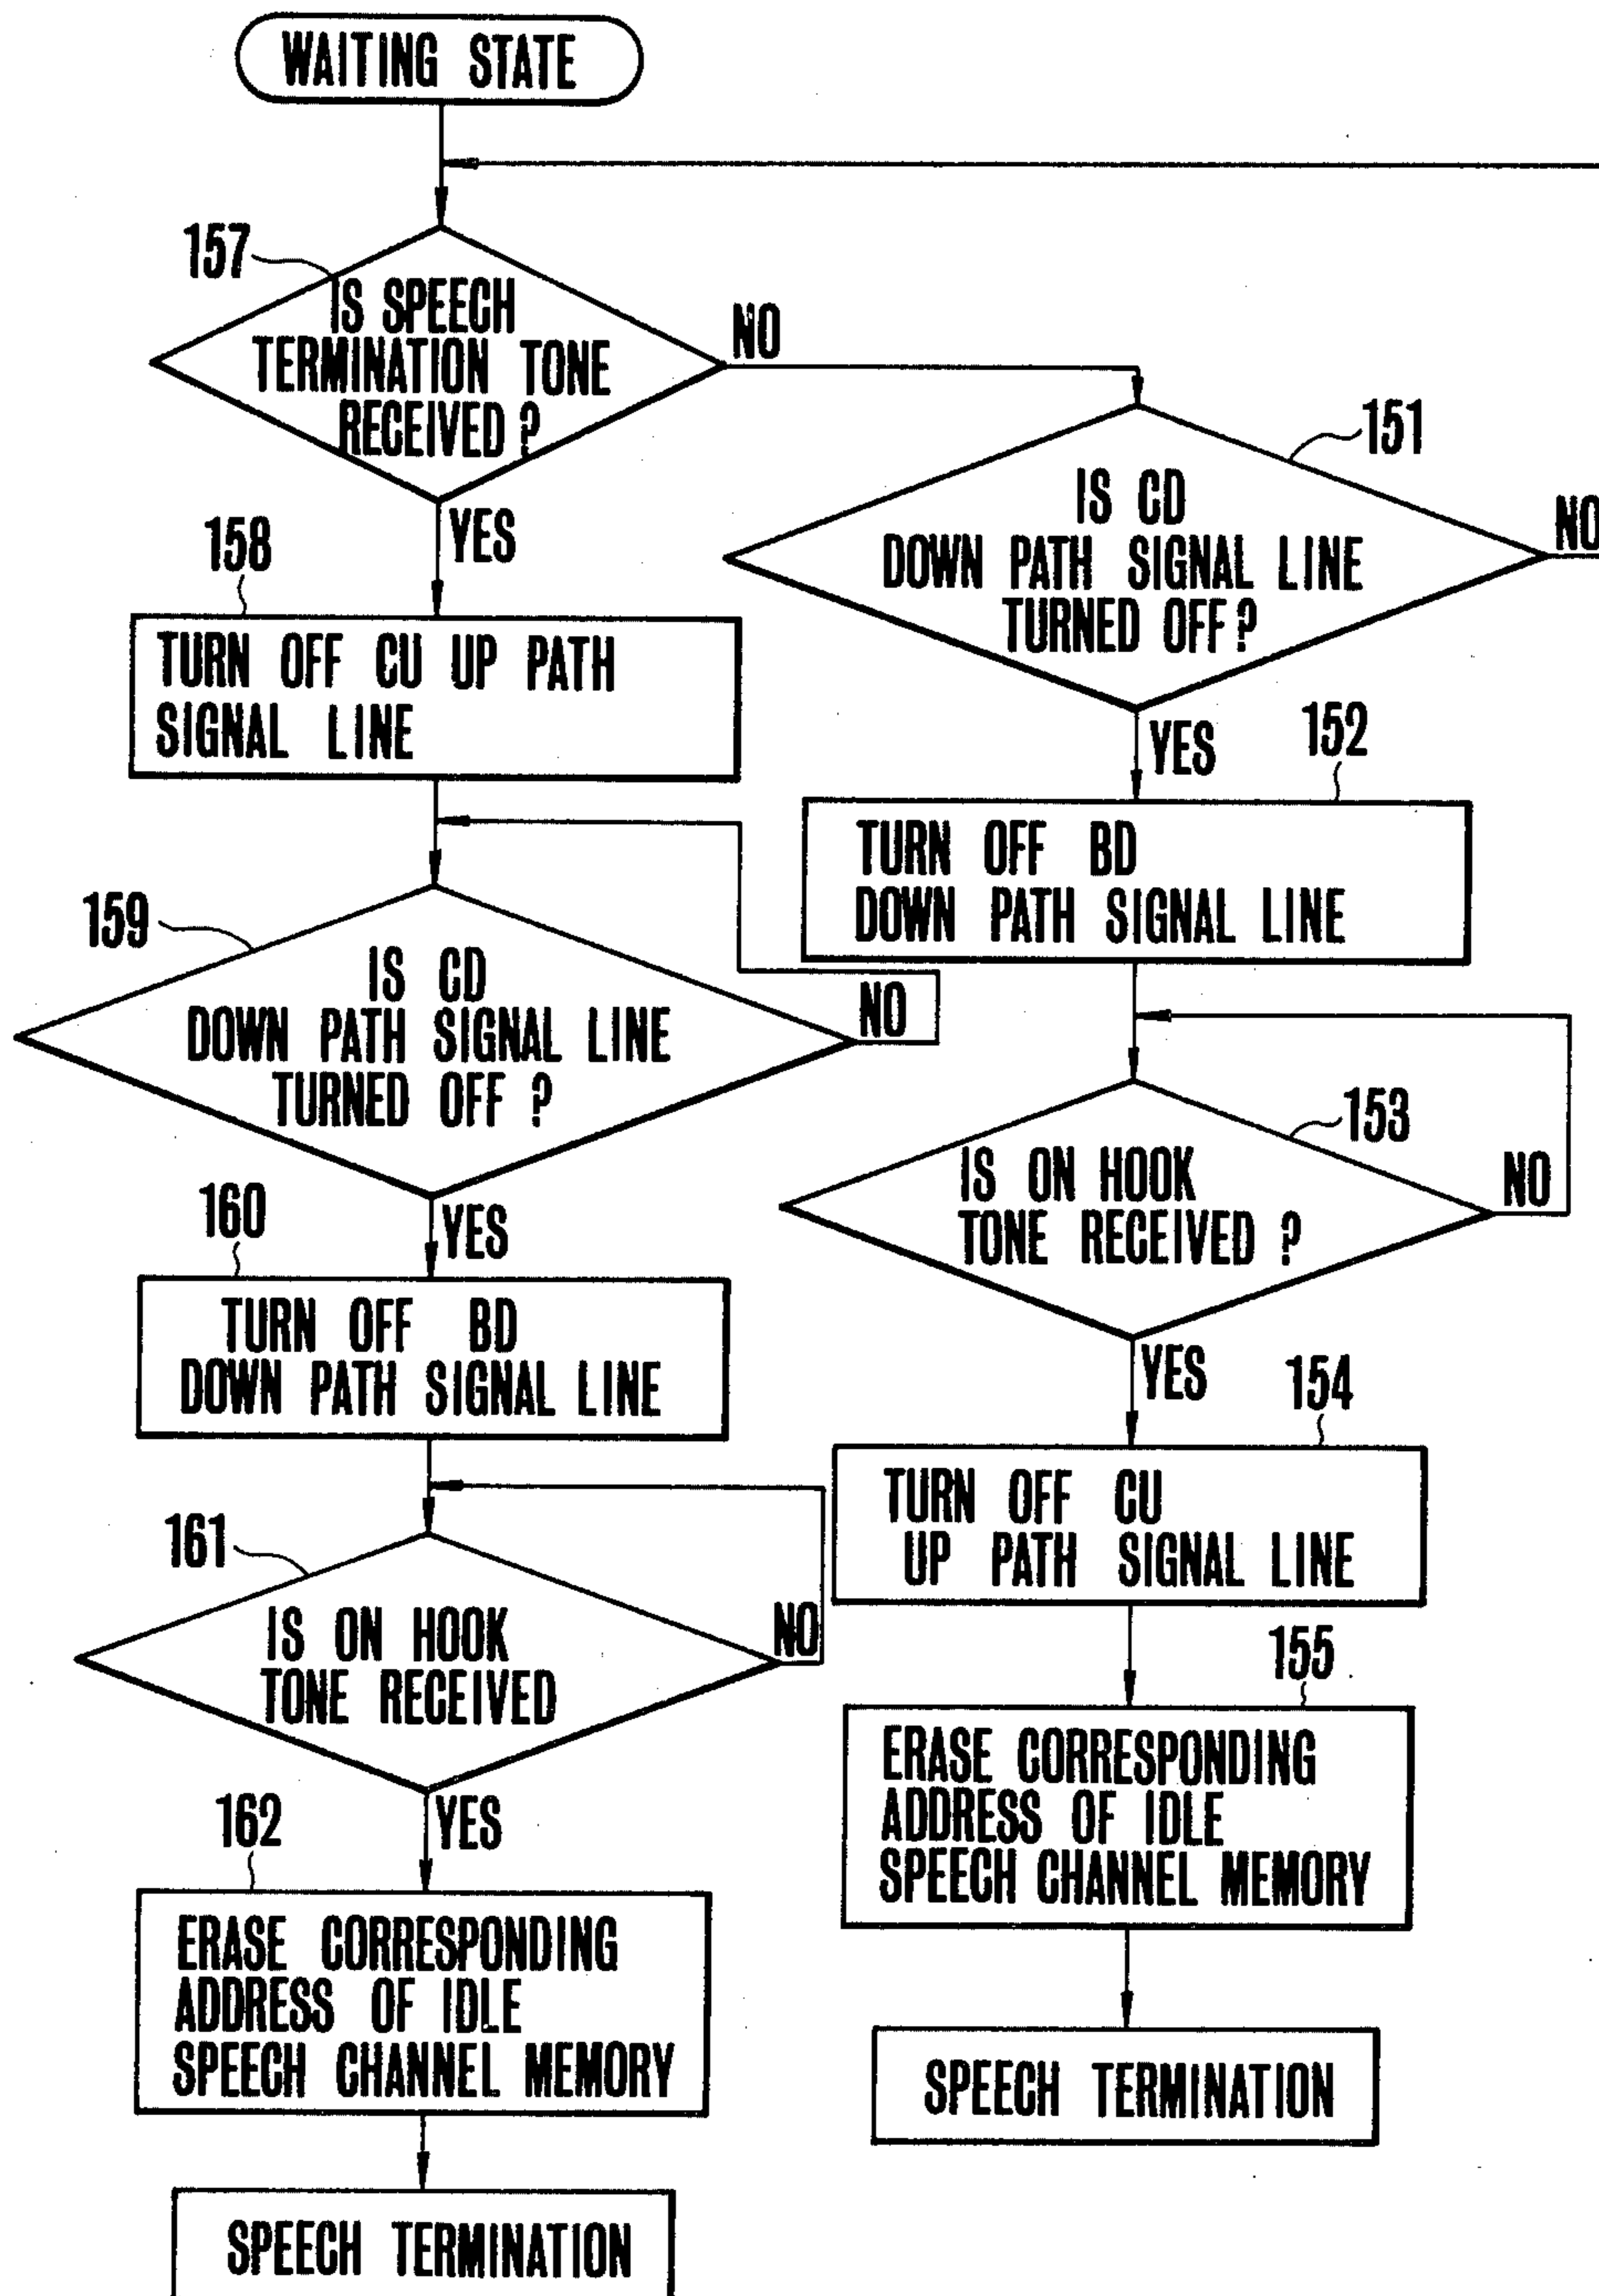 WAITING STATE
157
IS SPEECH
TERMINATION TONE
RECEIVED?
NO
YES
158
TURN OFF CU UP PATH
SIGNAL LINE
159
IS CD
DOWN PATH SIGNAL LINE
TURNED OFF ?
NO
YES
160
TURN OFF BD
DOWN PATH SIGNAL LINE
161
IS ON HOOK
TONE RECEIVED
NO
YES
162
ERASE CORRESPONDING
ADDRESS OF IDLE
SPEECH CHANNEL MEMORY
SPEECH TERMINATION
151
IS CD
DOWN PATH SIGNAL LINE
TURNED OFF?
NO
YES
152
TURN OFF BD
DOWN PATH SIGNAL LINE
153
IS ON HOOK
TONE RECEIVED ?
NO
YES
154
TURN OFF CU
UP PATH SIGNAL LINE
155
ERASE CORRESPONDING
ADDRESS OF IDLE
SPEECH CHANNEL MEMORY
SPEECH TERMINATION